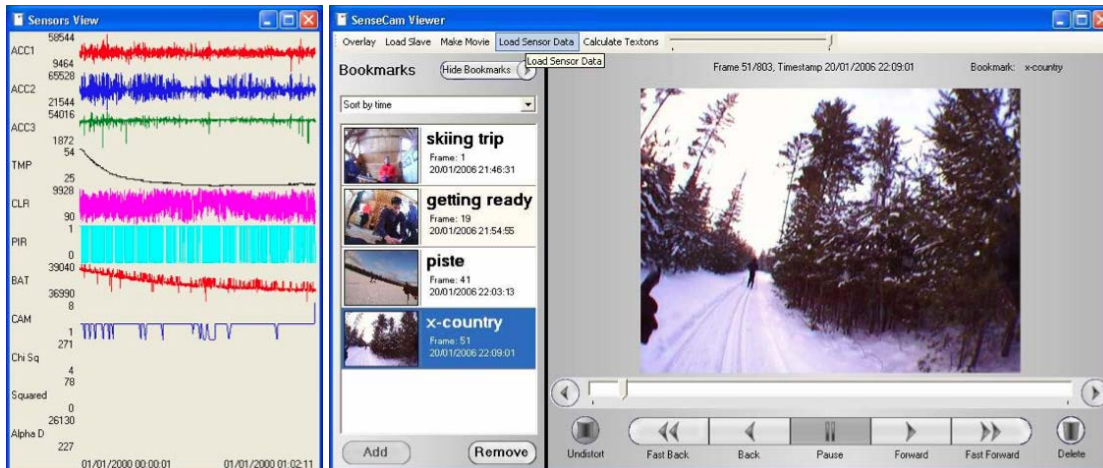 Sensors View
58544
ACC1
9464
65528
ACC2
21544
54016
ACC3
1872
54
TMP
25
9928
CLR
90
1
PIR
0
39040
BAT
36990
8
CAM
1
271
Chi Sq
4
78
Squared
0
26130
Alpha D
227
01/01/2000 00:00:01 01/01/2000 01:02:11
SenseCam Viewer
Overlay Load Slave Make Movie Load Sensor Data Calculate Textons
Load Sensor Data
Bookmarks Hide Bookmarks
Sort by time
skiing trip
Frame: 1
20/01/2006 21:46:31
getting ready
Frame: 19
20/01/2006 21:54:55
piste
Frame: 41
20/01/2006 22:03:13
x-country
Frame: 51
20/01/2006 22:09:01
Add Remove
Frame 51/803, Timestamp 20/01/2006 22:09:01 Bookmark: x-country
Undistort Fast Back Back Pause Forward Fast Forward Delete